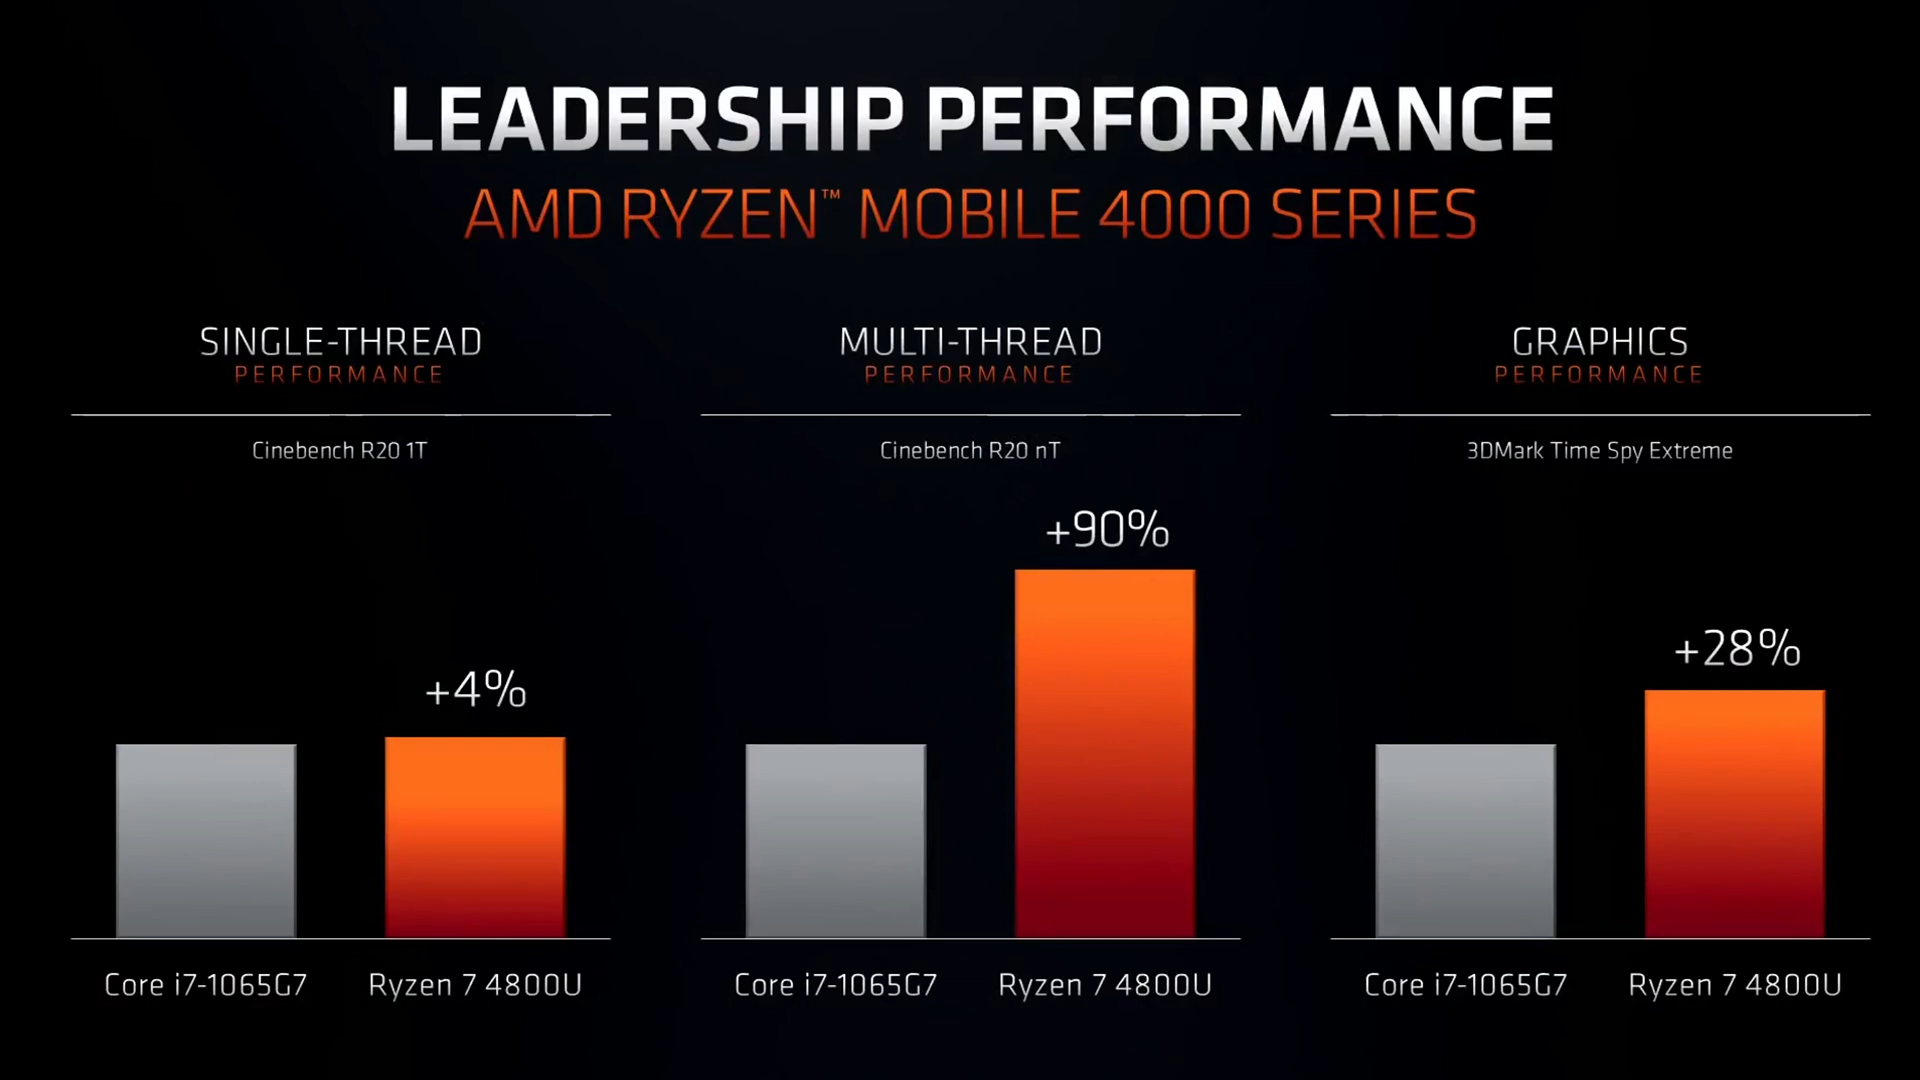 LEADERSHIP PERFORMANCE
AMD RYZEN™ MOBILE 4000 SERIES
SINGLE-THREAD
PERFORMANCE
Cinebench R20 1T
+4%
Core i7-1065G7 Ryzen 7 4800U
MULTI-THREAD
PERFORMANCE
Cinebench R20 nT
+90%
Core i7-1065G7 Ryzen 7 4800U
GRAPHICS
PERFORMANCE
3DMark Time Spy Extreme
+28%
Core i7-1065G7 Ryzen 7 4800U